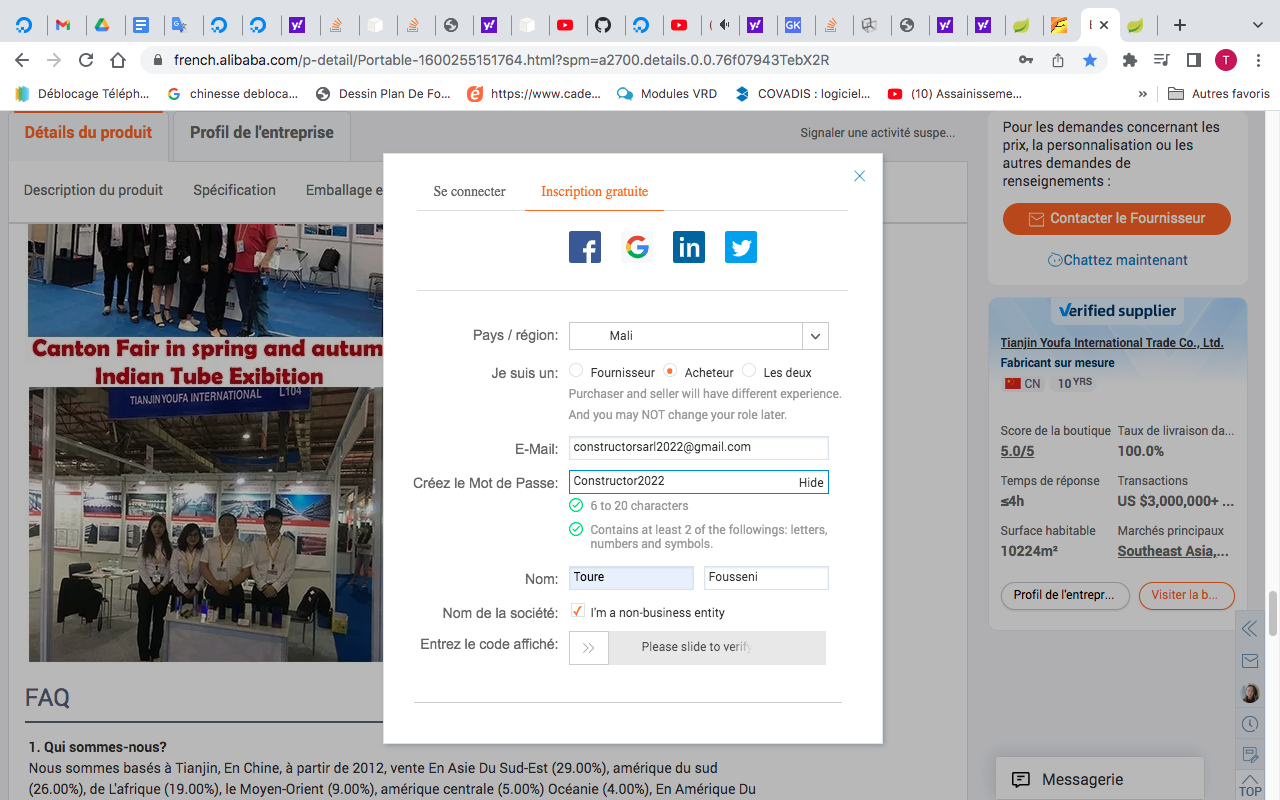 french.alibaba.com/p-detail/Portable-1600255151764.html?spm=a2700.details.0.0.76f07943TebX2R
T
Déblocage Téléph...
chinesse debloca...
Dessin Plan De Fo...
https://www.cade...
Modules VRD
COVADIS : logiciel...
(10) Assainisseme...
»
Autres favoris
Détails du produit
Profil de l'entreprise
Signaler une activité suspe...
Description du produit
Spécification
Emballage e
Canton Fair in spring and autum
Indian Tube Exibition
TIANJIN YOUFA INTERNATIONAL
L104
FAQ
1. Qui sommes-nous?
Nous sommes basés à Tianjin, En Chine, à partir de 2012, vente En Asie Du Sud-Est (29.00%), amérique du sud
(26.00%), de L'afrique (19.00%), le Moyen-Orient (9.00%), amérique centrale (5.00%) Océanie (4.00%), En Amérique Du
Se connecter
Inscription gratuite
Pays / région:
Mali
Je suis un:
Fournisseur
Acheteur
Les deux
Purchaser and seller will have different experience.
And you may NOT change your role later.
E-Mail:
constructorsarl2022@gmail.com
Créez le Mot de Passe:
Constructor2022
Hide
6 to 20 characters
Contains at least 2 of the followings: letters,
numbers and symbols.
Nom:
Toure
Fousseni
Nom de la société:
I'm a non-business entity
Entrez le code affiché:
Please slide to verify
Pour les demandes concernant les
prix, la personnalisation ou les
autres demandes de
renseignements :
Contacter le Fournisseur
Chattez maintenant
Verified supplier
Tianjin Youfa International Trade Co., Ltd.
Fabricant sur mesure
CN
10 YRS
Score de la boutique
Taux de livraison da...
5.0/5
100.0%
Temps de réponse
Transactions
≤4h
US $3,000,000+ ...
Surface habitable
Marchés principaux
10224m²
Southeast Asia,...
Profil de l'entrepr...
Visiter la b...
Messagerie
TOP